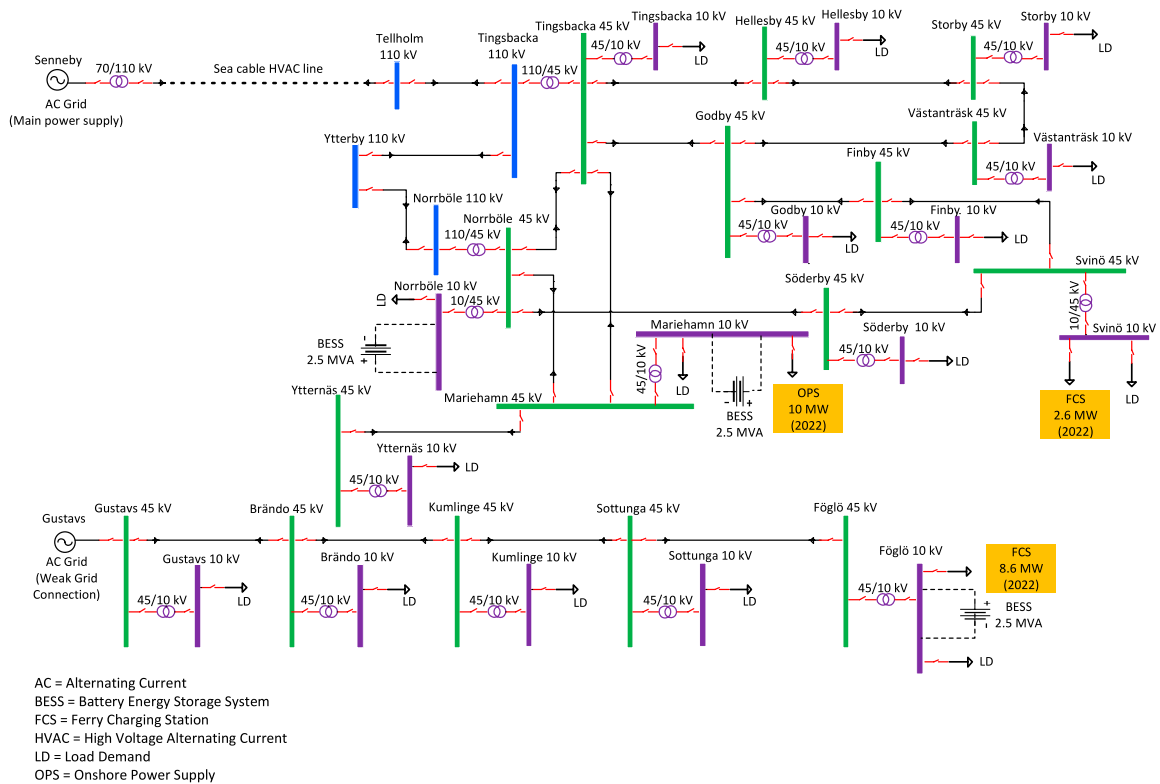 Tingsbacka 45 kV
Tingsbacka 10 kV
Hellesby 45 kV
Hellesby 10 kV
Storby 45 kV
Storby 10 kV
Tellholm
110 kV
Tingsbacka
110 kV
45/10 kV
LD
45/10 kV
LD
45/10 kV
LD
Senneby
70/110 kV
Sea cable HVAC line
110/45 kV
AC Grid
(Main power supply)
Godby 45 kV
Västanträsk 45 kV
Västanträsk 10 kV
Ytterby 110 kV
Finby 45 kV
45/10 kV
LD
Norrböle 110 kV
Norrböle 45 kV
110/45 kV
Godby 10 kV
45/10 kV
LD
Finby 10 kV
45/10 kV
LD
Svinö 45 kV
Norrböle 10 kV
LD
10/45 kV
Söderby 45 kV
10/45 kV
Svinö 10 kV
Mariehamn 10 kV
Söderby 10 kV
45/10 kV
LD
BESS
2.5 MVA
+
-
45/10 kV
LD
-
+
BESS
2.5 MVA
OPS
10 MW
(2022)
FCS
2.6 MW
(2022)
LD
Ytternäs 45 kV
Mariehamn 45 kV
Ytternäs 10 kV
LD
45/10 kV
Gustavs 45 kV
Brändo 45 kV
Kumlinge 45 kV
Sottunga 45 kV
Föglö 45 kV
Gustavs
AC Grid
(Weak Grid
Connection)
Gustavs 10 kV
45/10 kV
LD
Brändo 10 kV
45/10 kV
LD
Kumlinge 10 kV
45/10 kV
LD
Sottunga 10 kV
45/10 kV
LD
Föglö 10 kV
45/10 kV
FCS
8.6 MW
(2022)
+
-
BESS
2.5 MVA
LD
AC = Alternating Current
BESS = Battery Energy Storage System
FCS = Ferry Charging Station
HVAC = High Voltage Alternating Current
LD = Load Demand
OPS = Onshore Power Supply